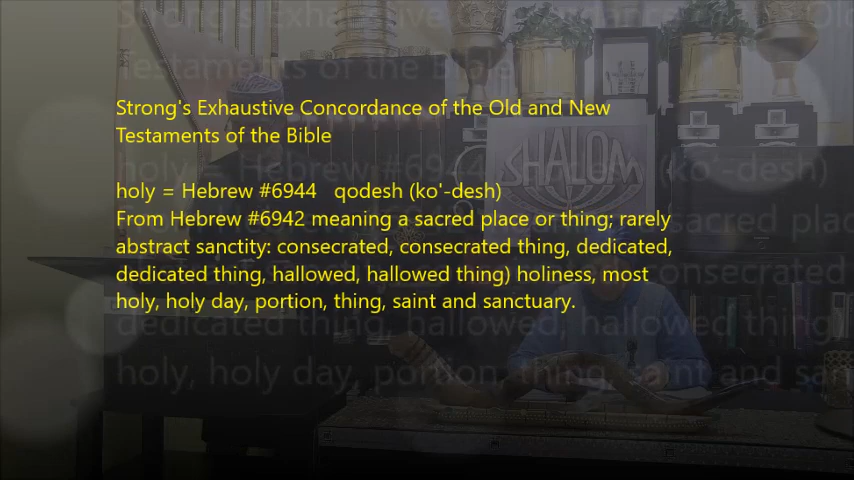 Strong's Exhaustive Concordance of the Old and New
Testaments of the Bible
holy = Hebrew #6944   qodesh (ko'-desh)
From Hebrew #6942 meaning a sacred place or thing; rarely
abstract sanctity: consecrated, consecrated thing, dedicated,
dedicated thing, hallowed, hallowed thing) holiness, most
holy, holy day, portion, thing, saint and sanctuary.
SHALOM